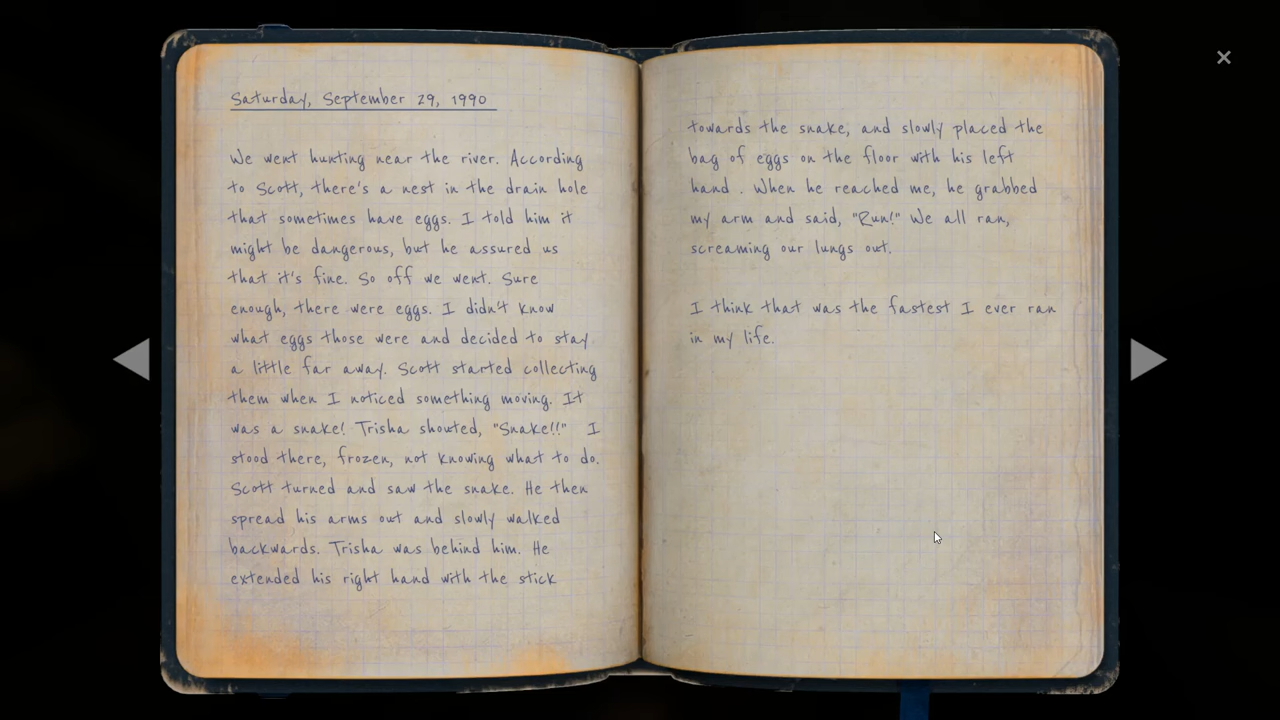 Saturday, September 29, 1990
We went hunting near the river. According
to Scott, there's a nest in the drain hole
that sometimes have eggs. I told him it
might be dangerous, but he assured us
that it's fine. So off we went. Sure
enough, there were eggs. I didn't know
what eggs those were and decided to stay
a little far away. Scott started collecting
them when I noticed something moving. It
was a snake! Trisha shouted, "Snake!!" I
stood there, frozen, not knowing what to do.
Scott turned and saw the snake. He then
spread his arms out and slowly walked
backwards. Trisha was behind him. He
extended his right hand with the stick
towards the snake, and slowly placed the
bag of eggs on the floor with his left
hand . When he reached me, he grabbed
my arm and said, "Run!" We all ran,
screaming our lungs out.
I think that was the fastest I ever ran
in my life.